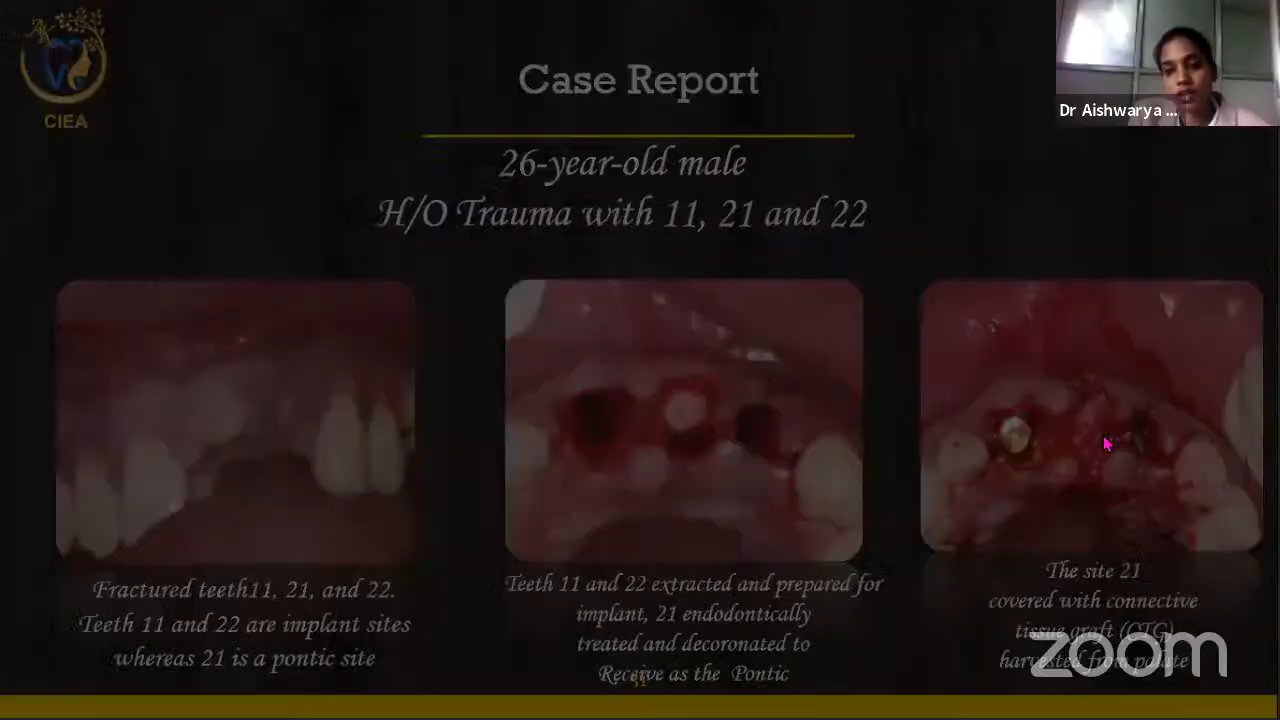 CIEA
Case Report
Dr Aishwarya ...
26-year-old male
H/O Trauma with 11, 21 and 22
Fractured teeth11, 21, and 22.
Teeth 11 and 22 are implant sites
whereas 21 is a pontic site
Teeth 11 and 22 extracted and prepared for
implant, 21 endodontically
treated and decoronated to
Receive as the Pontic
The site 21
covered with connective
tissue graft (CTG)
harvested from palate
zoom